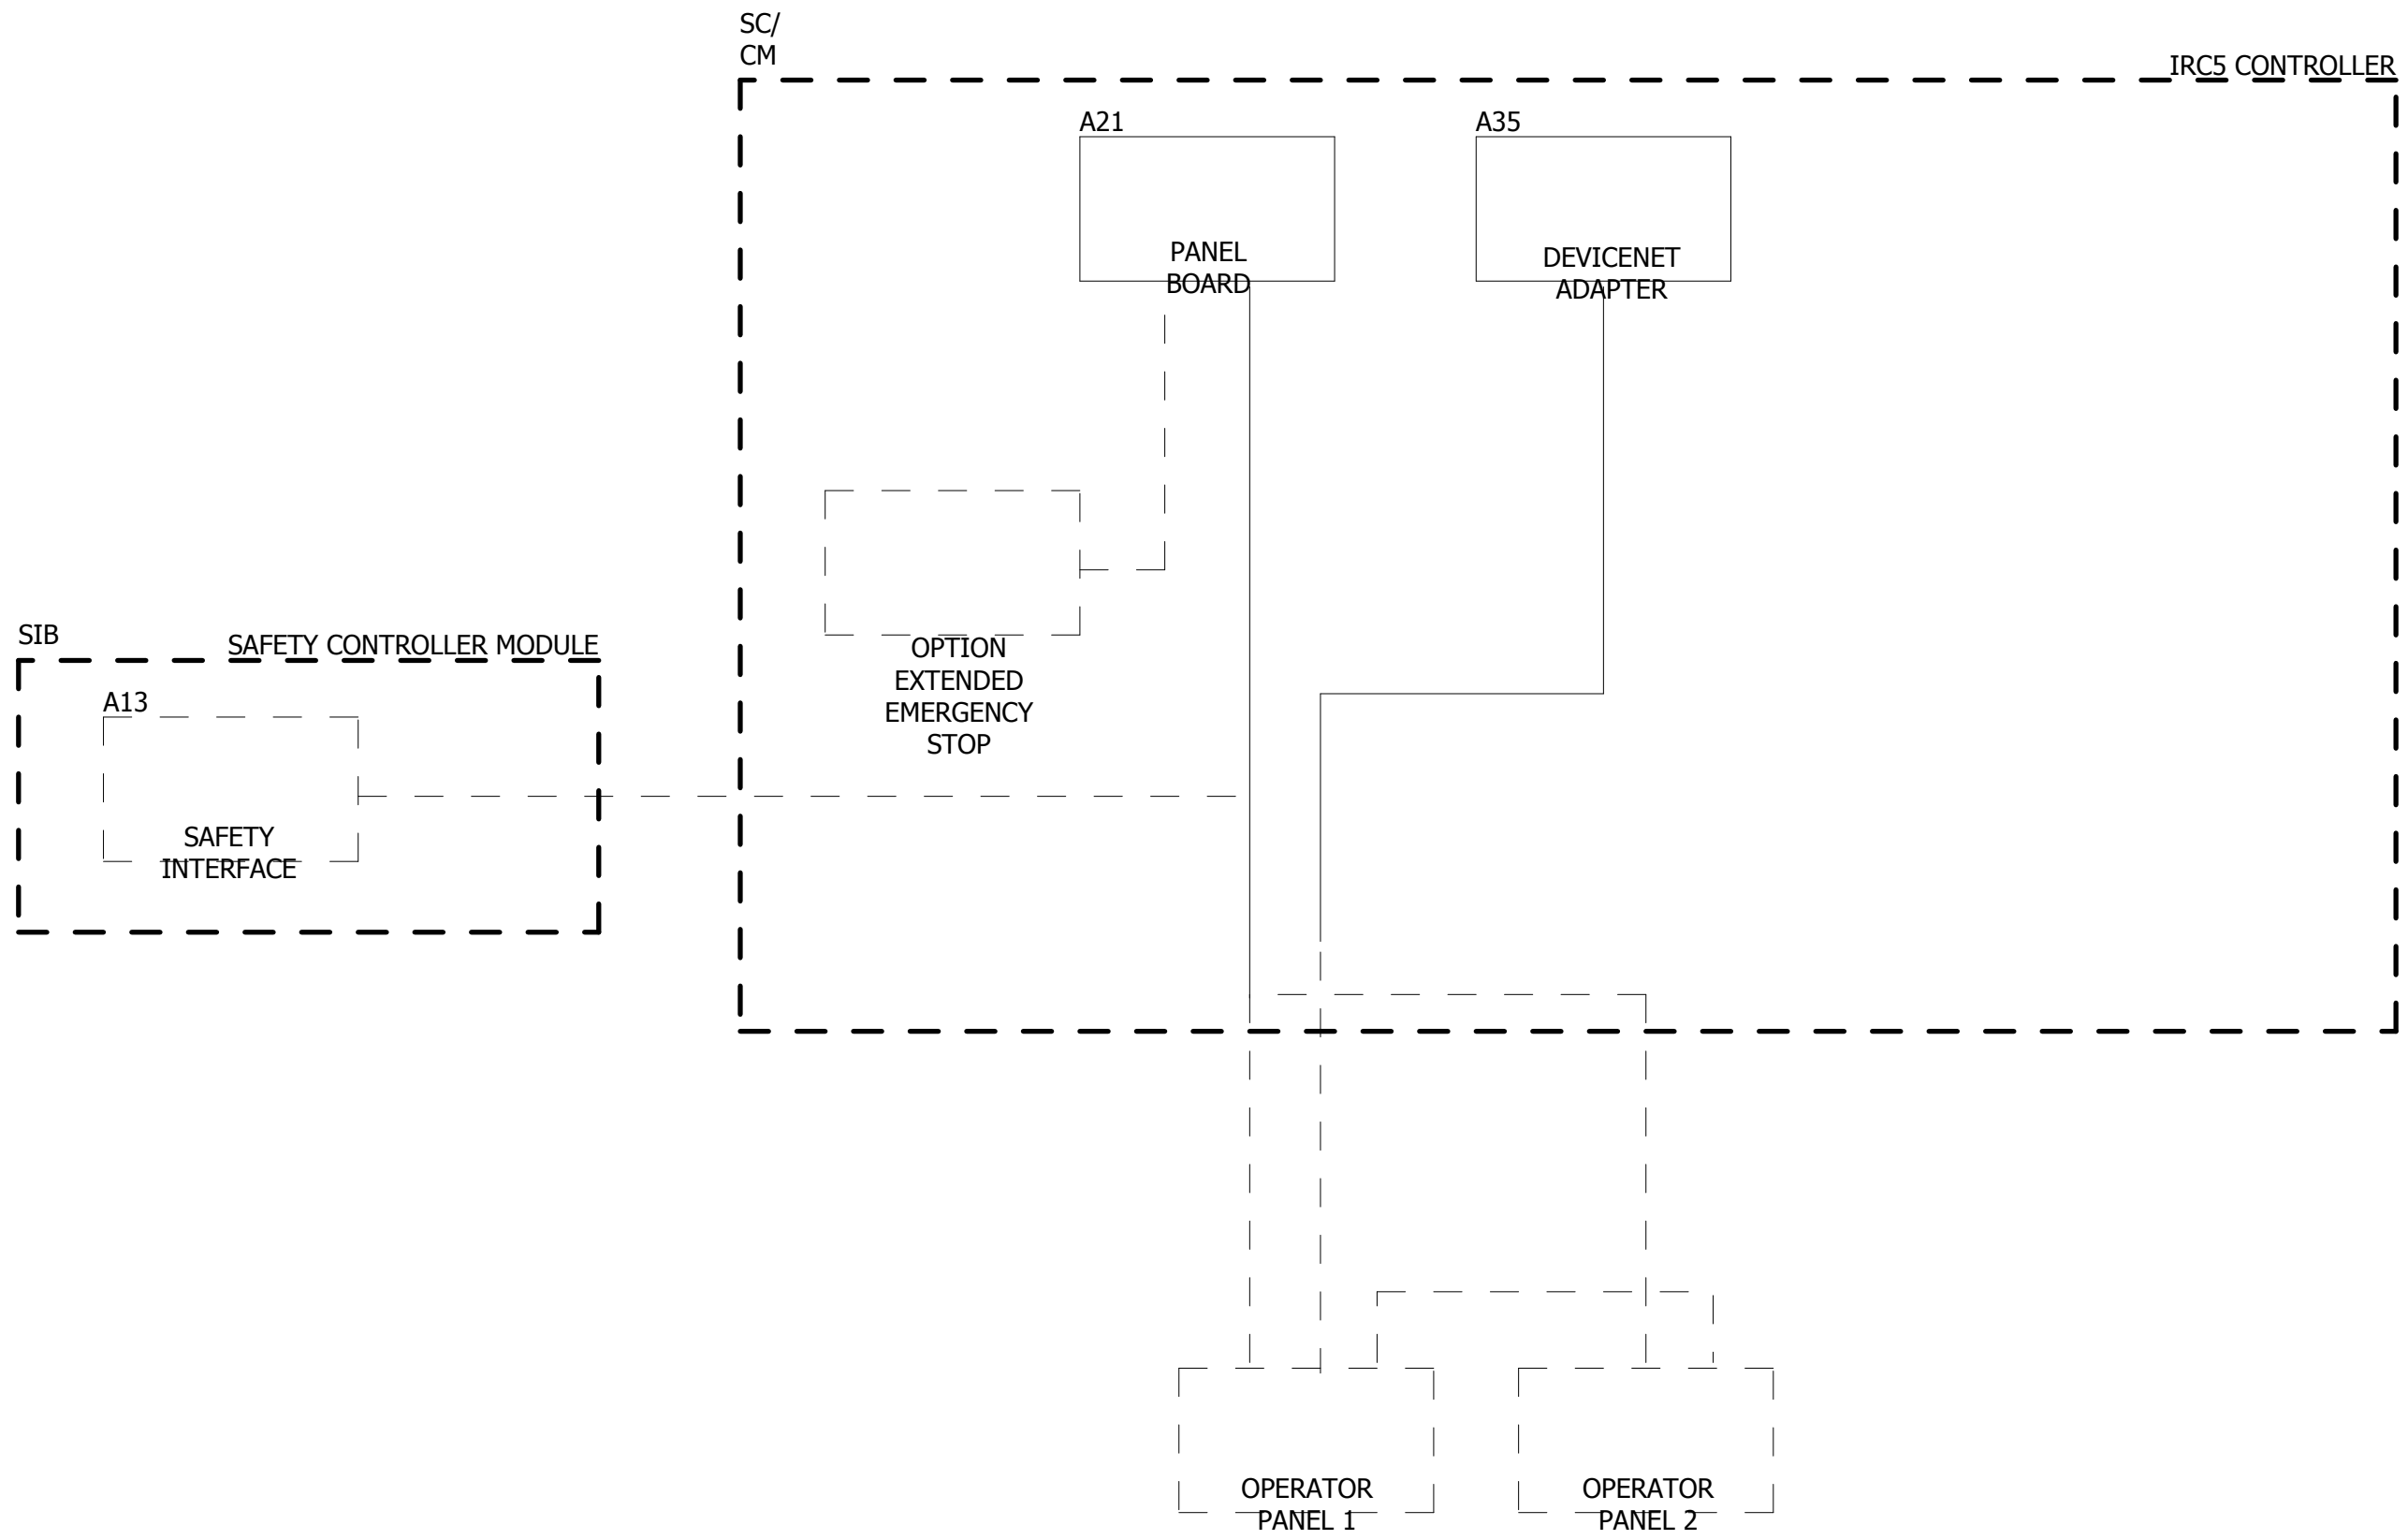 SC/
CM
IRC5 CONTROLLER
A21
A35
PANEL
BOARD
DEVICENET
ADAPTER
OPTION
EXTENDED
EMERGENCY
STOP
SIB
SAFETY CONTROLLER MODULE
A13
SAFETY
INTERFACE
OPERATOR
PANEL 1
OPERATOR
PANEL 2